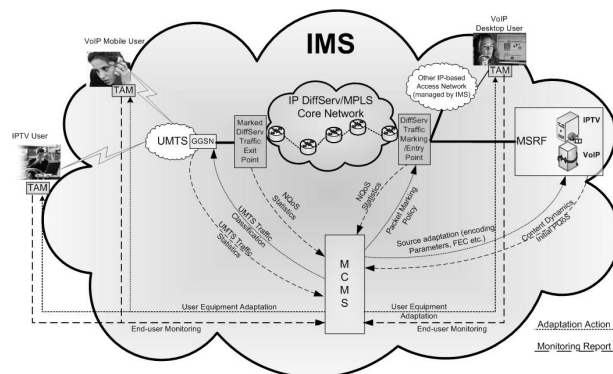 VoIP Mobile User
IMS
VoIP
Desktop User
TAM
TAM
Other IP-based
Access Network
(managed by IMS)
IP DiffServ/MPLS
Core Network
IPTV User
TAM
UMTS
GGSN
Marked
DiffServ
Traffic Exit
Point
DiffServ
Traffic
Marking
/Entry
Point
MSRF
IPTV
VoIP
NQoS
Statistics
NQoS
Statistics
Packet Marking
Policy
UMTS Traffic
Classification
UMTS Traffic
Statistics
Source adaptation (encoding
Parameters, FEC etc.)
Content Dynamics,
Initial PQoS
M
C
M
S
User Equipment Adaptation
User Equipment
Adaptation
End-user Monitoring
End-user Monitoring
Adaptation Action
Monitoring Report